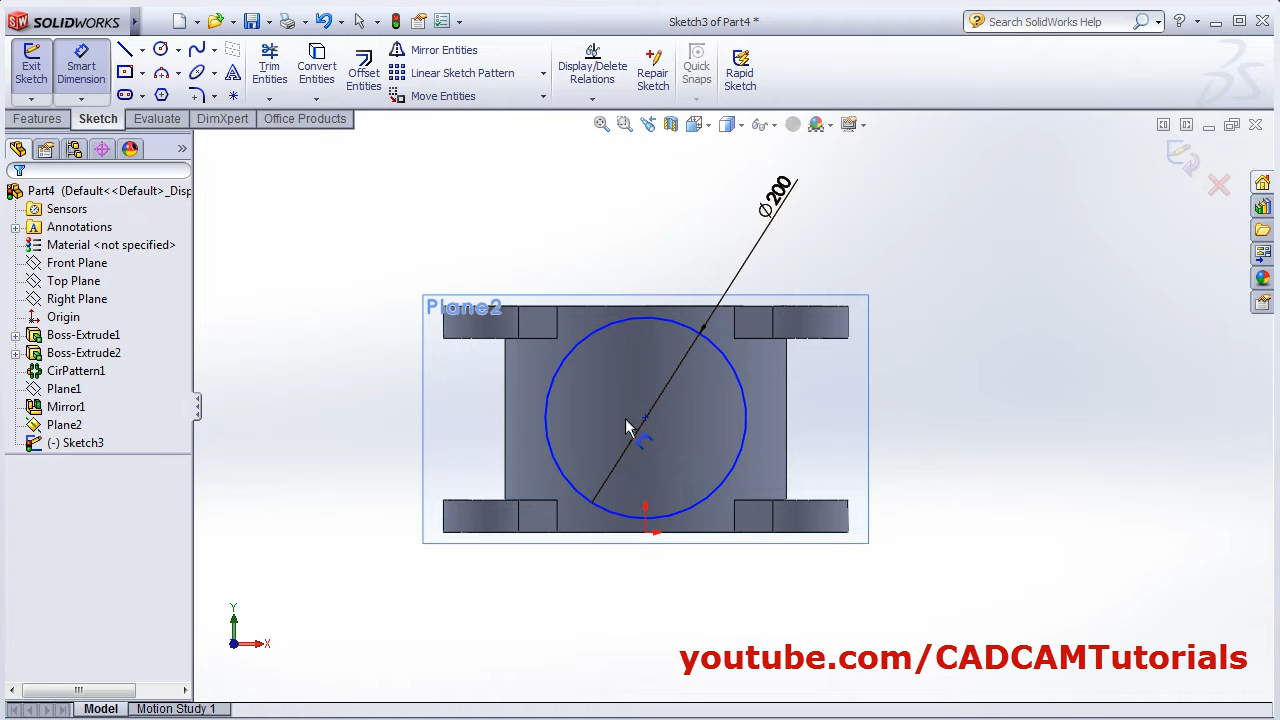 SOLIDWORKS
Sketch3 of Part4 *
Search SolidWorks Help
Exit Sketch
Smart Dimension
Trim Entities
Convert Entities
Offset Entities
Mirror Entities
Linear Sketch Pattern
Move Entities
Display/Delete Relations
Repair Sketch
Quick Snaps
Rapid Sketch
Features
Sketch
Evaluate
DimXpert
Office Products
Part4 (Default<<Default>_Disp
Sensors
Annotations
Material <not specified>
Front Plane
Top Plane
Right Plane
Origin
Boss-Extrude1
Boss-Extrude2
CirPattern1
Plane1
Mirror1
Plane2
(-) Sketch3
Ø200
Plane2
Y
X
youtube.com/CADCAMTutorials
Model
Motion Study 1